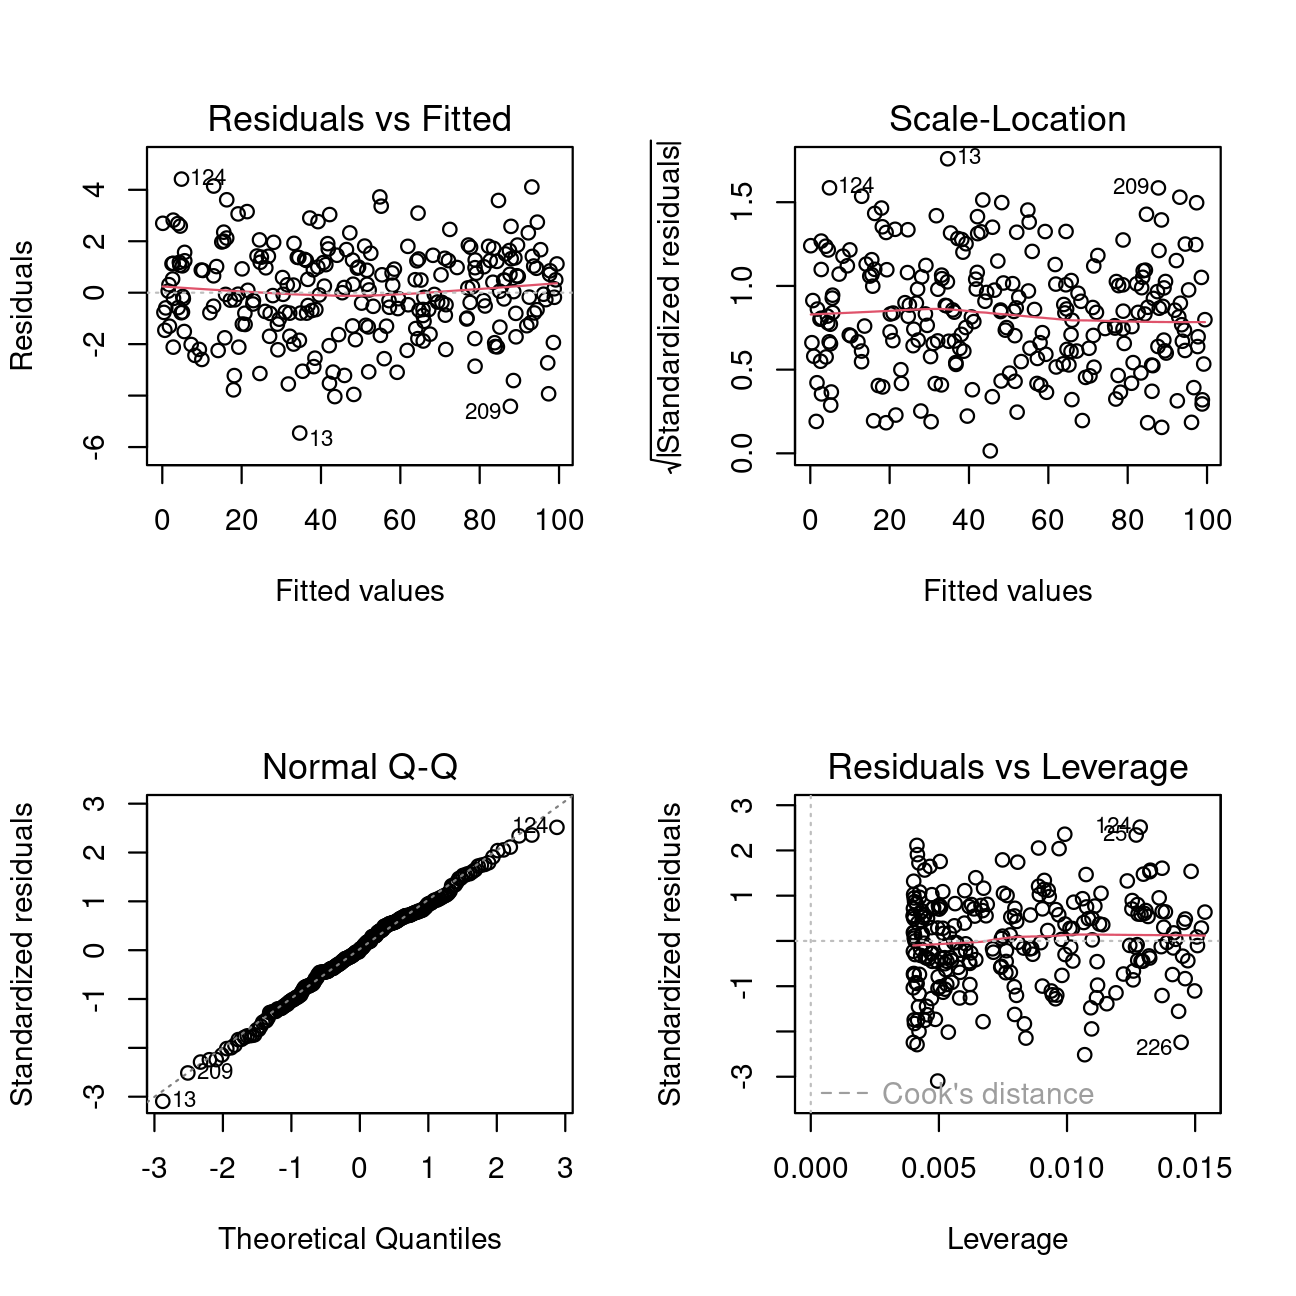 Residuals vs Fitted
Residuals
4
2
0
-2
-6
124
209
13
0 20 40 60 80 100
Fitted values
Scale-Location
√|Standardized residuals|
1.5
1.0
0.5
0.0
13
124
209
0 20 40 60 80 100
Fitted values
Normal Q-Q
Standardized residuals
3
2
1
0
-1
-3
124
209
13
-3 -2 -1 0 1 2 3
Theoretical Quantiles
Residuals vs Leverage
Standardized residuals
3
2
1
-1
-3
124
25
226
Cook's distance
0.000 0.005 0.010 0.015
Leverage